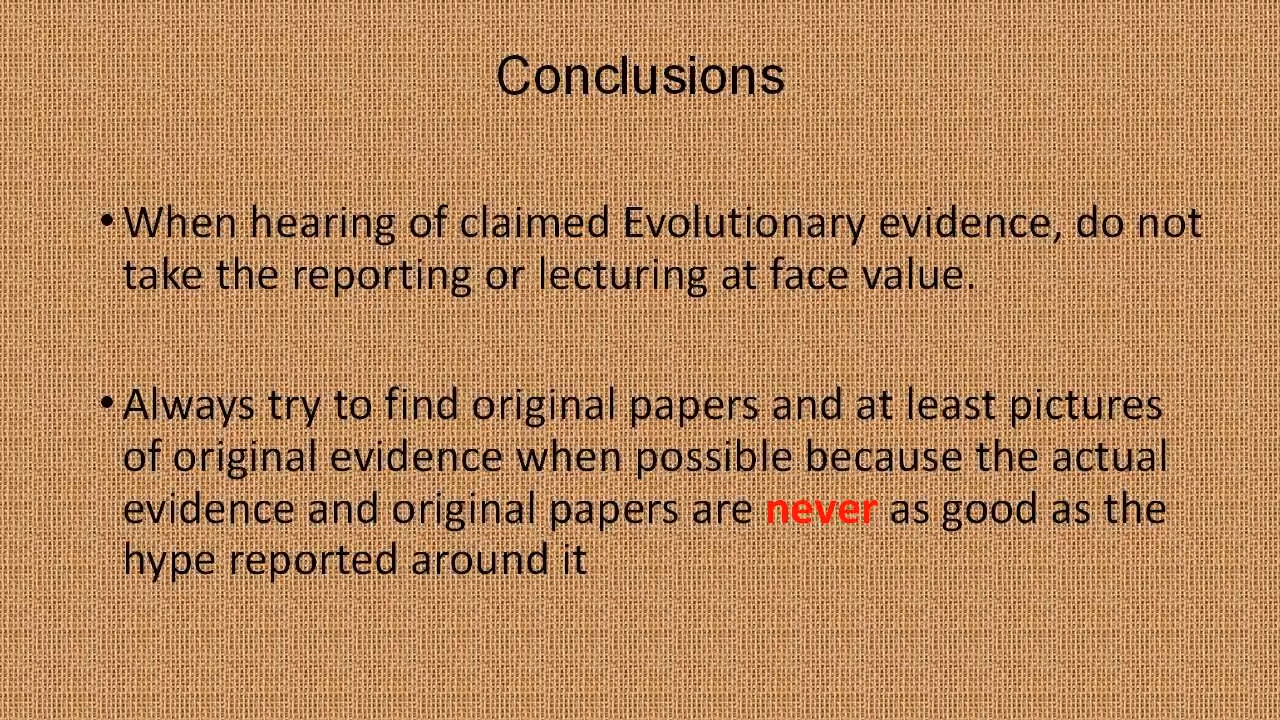 Conclusions
• When hearing of claimed Evolutionary evidence, do not
take the reporting or lecturing at face value.
• Always try to find original papers and at least pictures
of original evidence when possible because the actual
evidence and original papers are never as good as the
hype reported around it